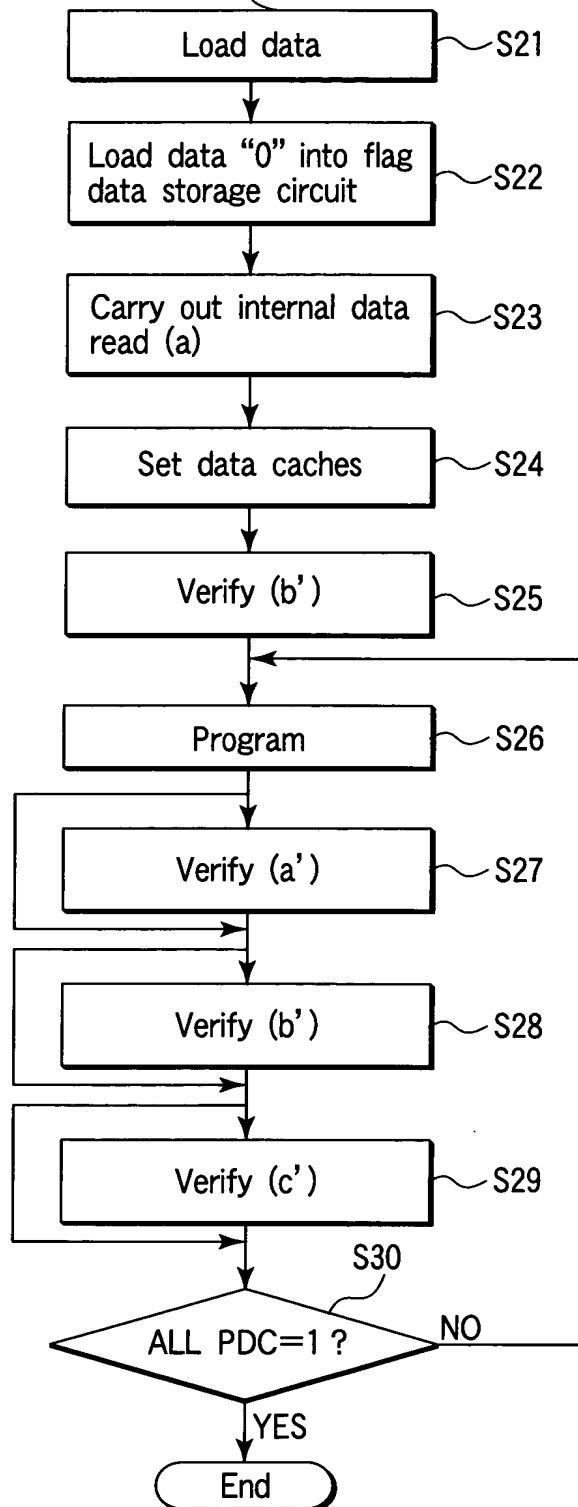 Load data
S21
Load data “0” into flag
data storage circuit
S22
Carry out internal data
read (a)
S23
Set data caches
S24
Verify (b’)
S25
Program
S26
Verify (a’)
S27
Verify (b’)
S28
Verify (c’)
S29
S30
ALL PDC=1 ?
NO
YES
End